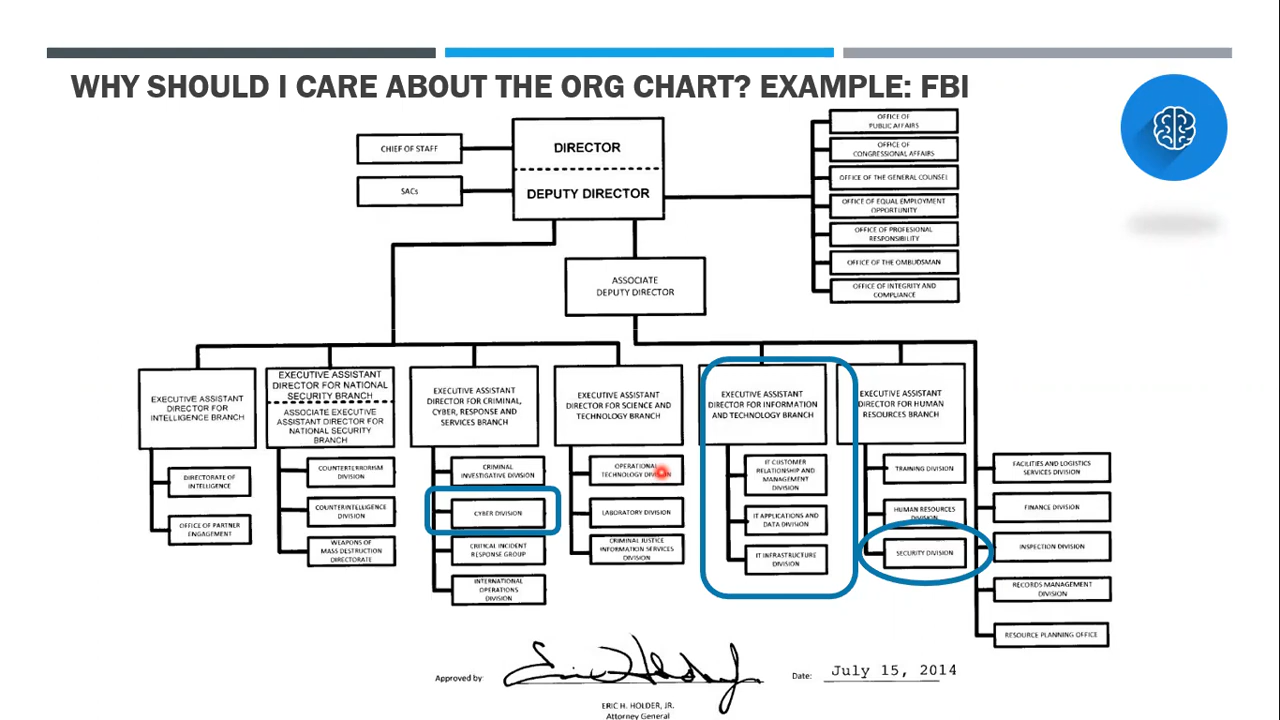 WHY SHOULD I CARE ABOUT THE ORG CHART? EXAMPLE: FBI
CHIEF OF STAFF
SACs
DIRECTOR
DEPUTY DIRECTOR
OFFICE OF
PUBLIC AFFAIRS
OFFICE OF
CONGRESSIONAL AFFAIRS
OFFICE OF THE GENERAL COUNSEL
OFFICE OF EQUAL EMPLOYMENT
OPPORTUNITY
OFFICE OF PROFESIONAL
RESPONSIBILITY
OFFICE OF THE OMBUDSMAN
OFFICE OF INTEGRITY AND
COMPLIANCE
ASSOCIATE
DEPUTY DIRECTOR
EXECUTIVE ASSISTANT
DIRECTOR FOR
INTELLIGENCE BRANCH
DIRECTORATE OF
INTELLIGENCE
OFFICE OF PARTNER
ENGAGEMENT
EXECUTIVE ASSISTANT
DIRECTOR FOR NATIONAL
SECURITY BRANCH
ASSOCIATE EXECUTIVE
ASSISTANT DIRECTOR FOR
NATIONAL SECURITY
BRANCH
COUNTERTERRORISM
DIVISION
COUNTERINTELLIGENCE
DIVISION
WEAPONS OF
MASS DESTRUCTION
DIRECTORATE
EXECUTIVE ASSISTANT
DIRECTOR FOR CRIMINAL,
CYBER, RESPONSE AND
SERVICES BRANCH
CRIMINAL
INVESTIGATIVE DIVISION
CYBER DIVISION
CRITICAL INCIDENT
RESPONSE GROUP
INTERNATIONAL
OPERATIONS
DIVISION
EXECUTIVE ASSISTANT
DIRECTOR FOR SCIENCE AND
TECHNOLOGY BRANCH
OPERATIONAL
TECHNOLOGY DIVISION
LABORATORY DIVISION
CRIMINAL JUSTICE
INFORMATION SERVICES
DIVISION
EXECUTIVE ASSISTANT
DIRECTOR FOR INFORMATION
AND TECHNOLOGY BRANCH
IT CUSTOMER
RELATIONSHIP AND
MANAGEMENT
DIVISION
IT APPLICATIONS AND
DATA DIVISION
IT INFRASTRUCTURE
DIVISION
EXECUTIVE ASSISTANT
DIRECTOR FOR HUMAN
RESOURCES BRANCH
TRAINING DIVISION
HUMAN RESOURCES
DIVISION
SECURITY DIVISION
FACILITIES AND LOGISTICS
SERVICES DIVISION
FINANCE DIVISION
INSPECTION DIVISION
RECORDS MANAGEMENT
DIVISION
RESOURCE PLANNING OFFICE
Approved by:
ERIC H. HOLDER, JR.
Attorney General
Date: July 15, 2014